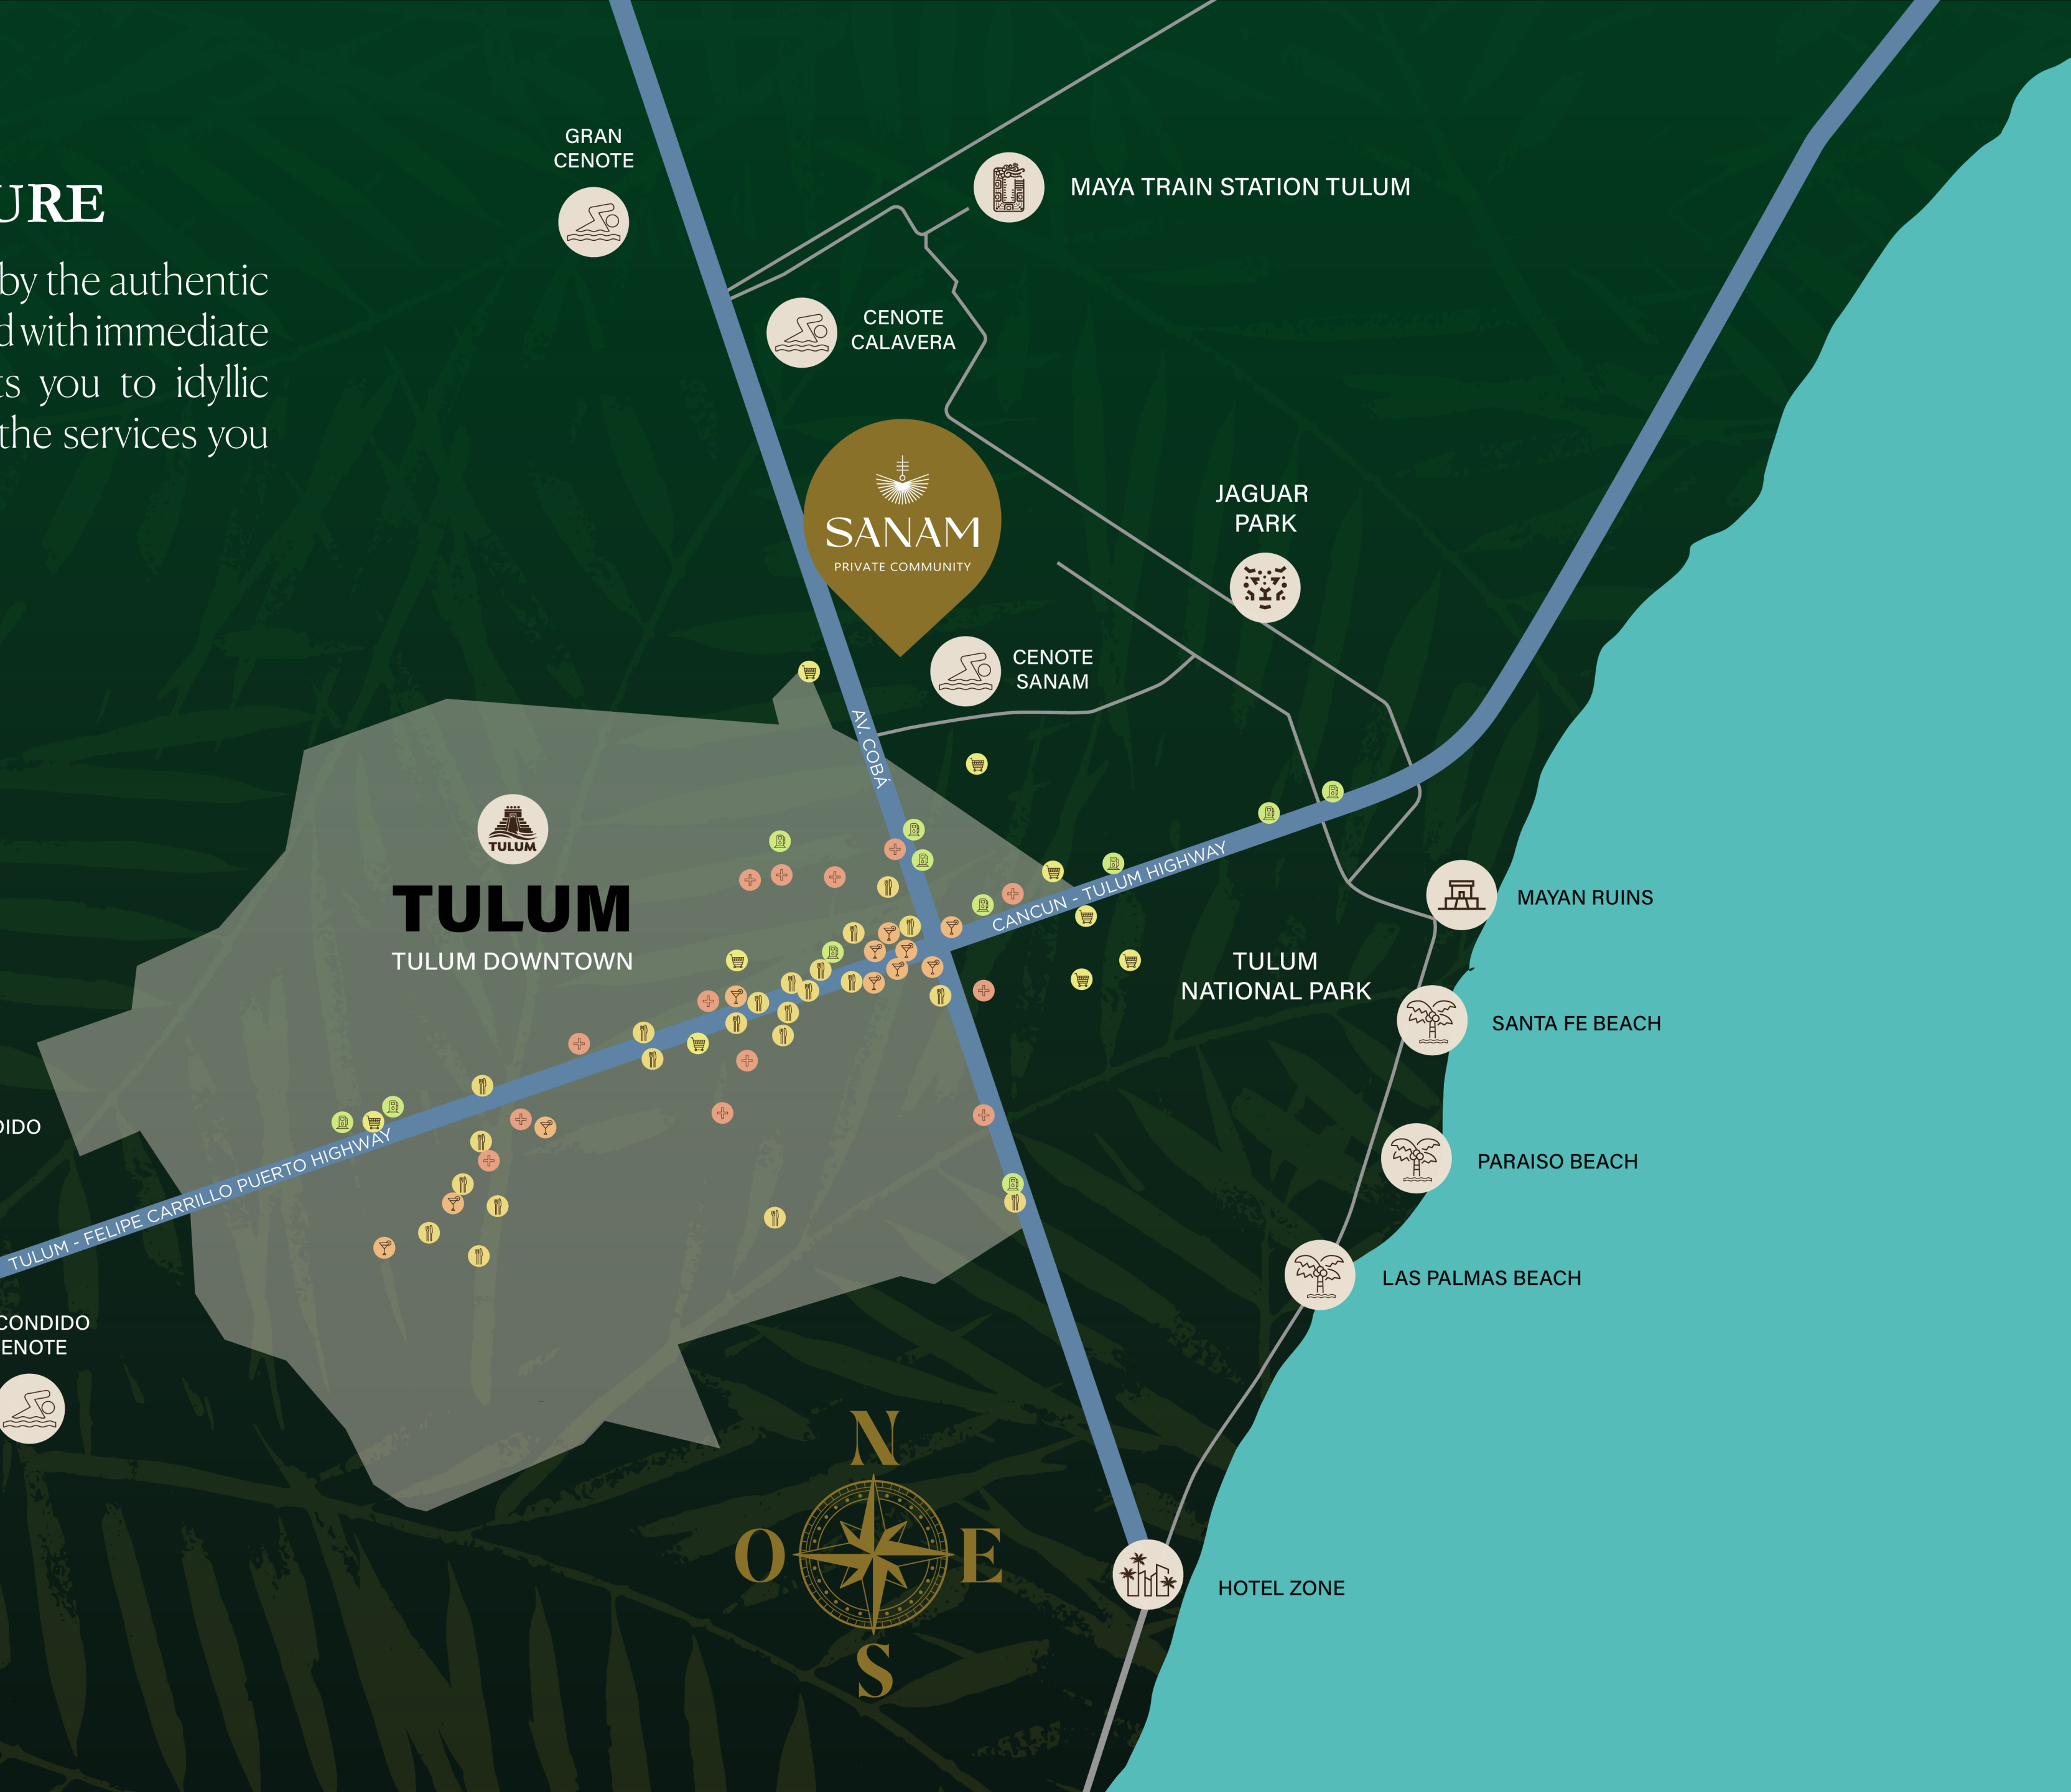 URE
by the authentic
d with immediate
ts you to idyllic
the services you
GRAN
CENOTE
MAYA TRAIN STATION TULUM
CENOTE
CALAVERA
SANAM
PRIVATE COMMUNITY
JAGUAR
PARK
CENOTE
SANAM
AV. COBÁ
TULUM
TULUM
TULUM DOWNTOWN
CANCUN - TULUM HIGHWAY
MAYAN RUINS
TULUM
NATIONAL PARK
SANTA FE BEACH
DIDO
TULUM - FELIPE CARRILLO PUERTO HIGHWAY
PARAISO BEACH
LAS PALMAS BEACH
CONDIDO
ENOTE
N
O
E
S
HOTEL ZONE